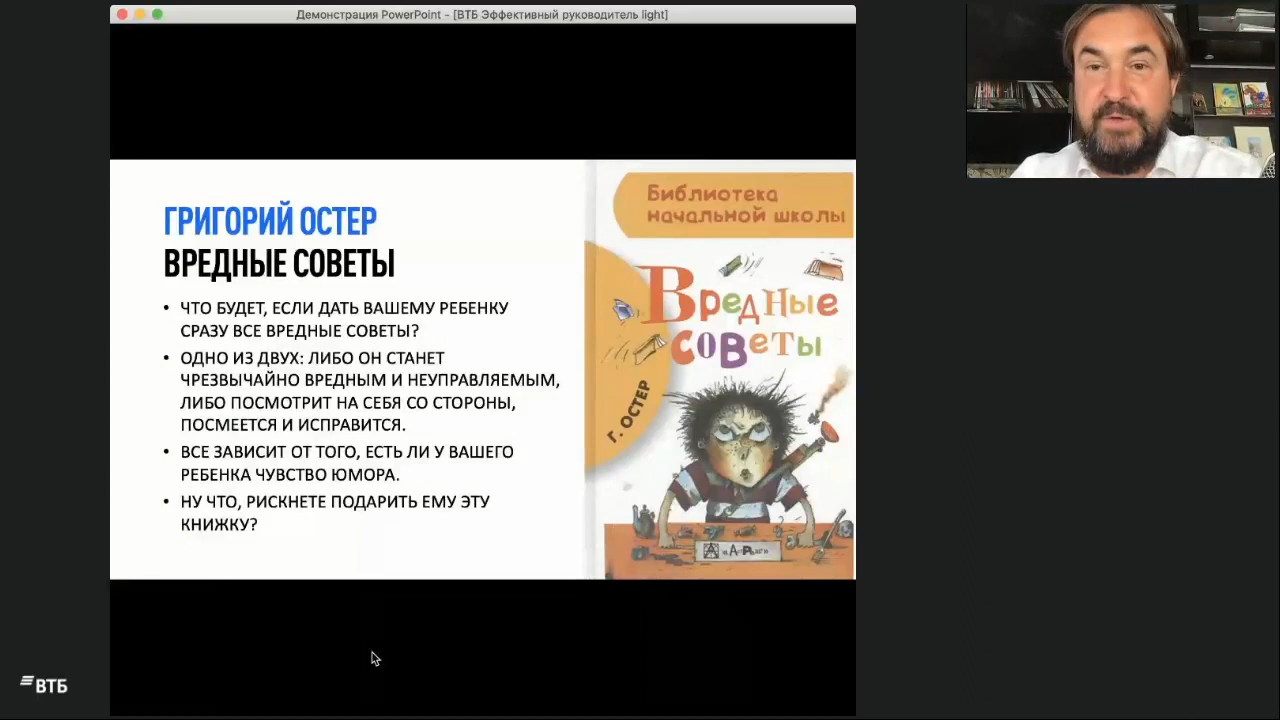 Демонстрация PowerPoint - [ВТБ Эффективный руководитель light]
ГРИГОРИЙ ОСТЕР
ВРЕДНЫЕ СОВЕТЫ
• ЧТО БУДЕТ, ЕСЛИ ДАТЬ ВАШЕМУ РЕБЕНКУ
СРАЗУ ВСЕ ВРЕДНЫЕ СОВЕТЫ?
• ОДНО ИЗ ДВУХ: ЛИБО ОН СТАНЕТ
ЧРЕЗВЫЧАЙНО ВРЕДНЫМ И НЕУПРАВЛЯЕМЫМ,
ЛИБО ПОСМОТРИТ НА СЕБЯ СО СТОРОНЫ,
ПОСМЕЕТСЯ И ИСПРАВИТСЯ.
• ВСЕ ЗАВИСИТ ОТ ТОГО, ЕСТЬ ЛИ У ВАШЕГО
РЕБЕНКА ЧУВСТВО ЮМОРА.
• НУ ЧТО, РИСКНЕТЕ ПОДАРИТЬ ЕМУ ЭТУ
КНИЖКУ?
Библиотека
начальной школы
Вредные
советы
Г. ОСТЕР
ВТБ